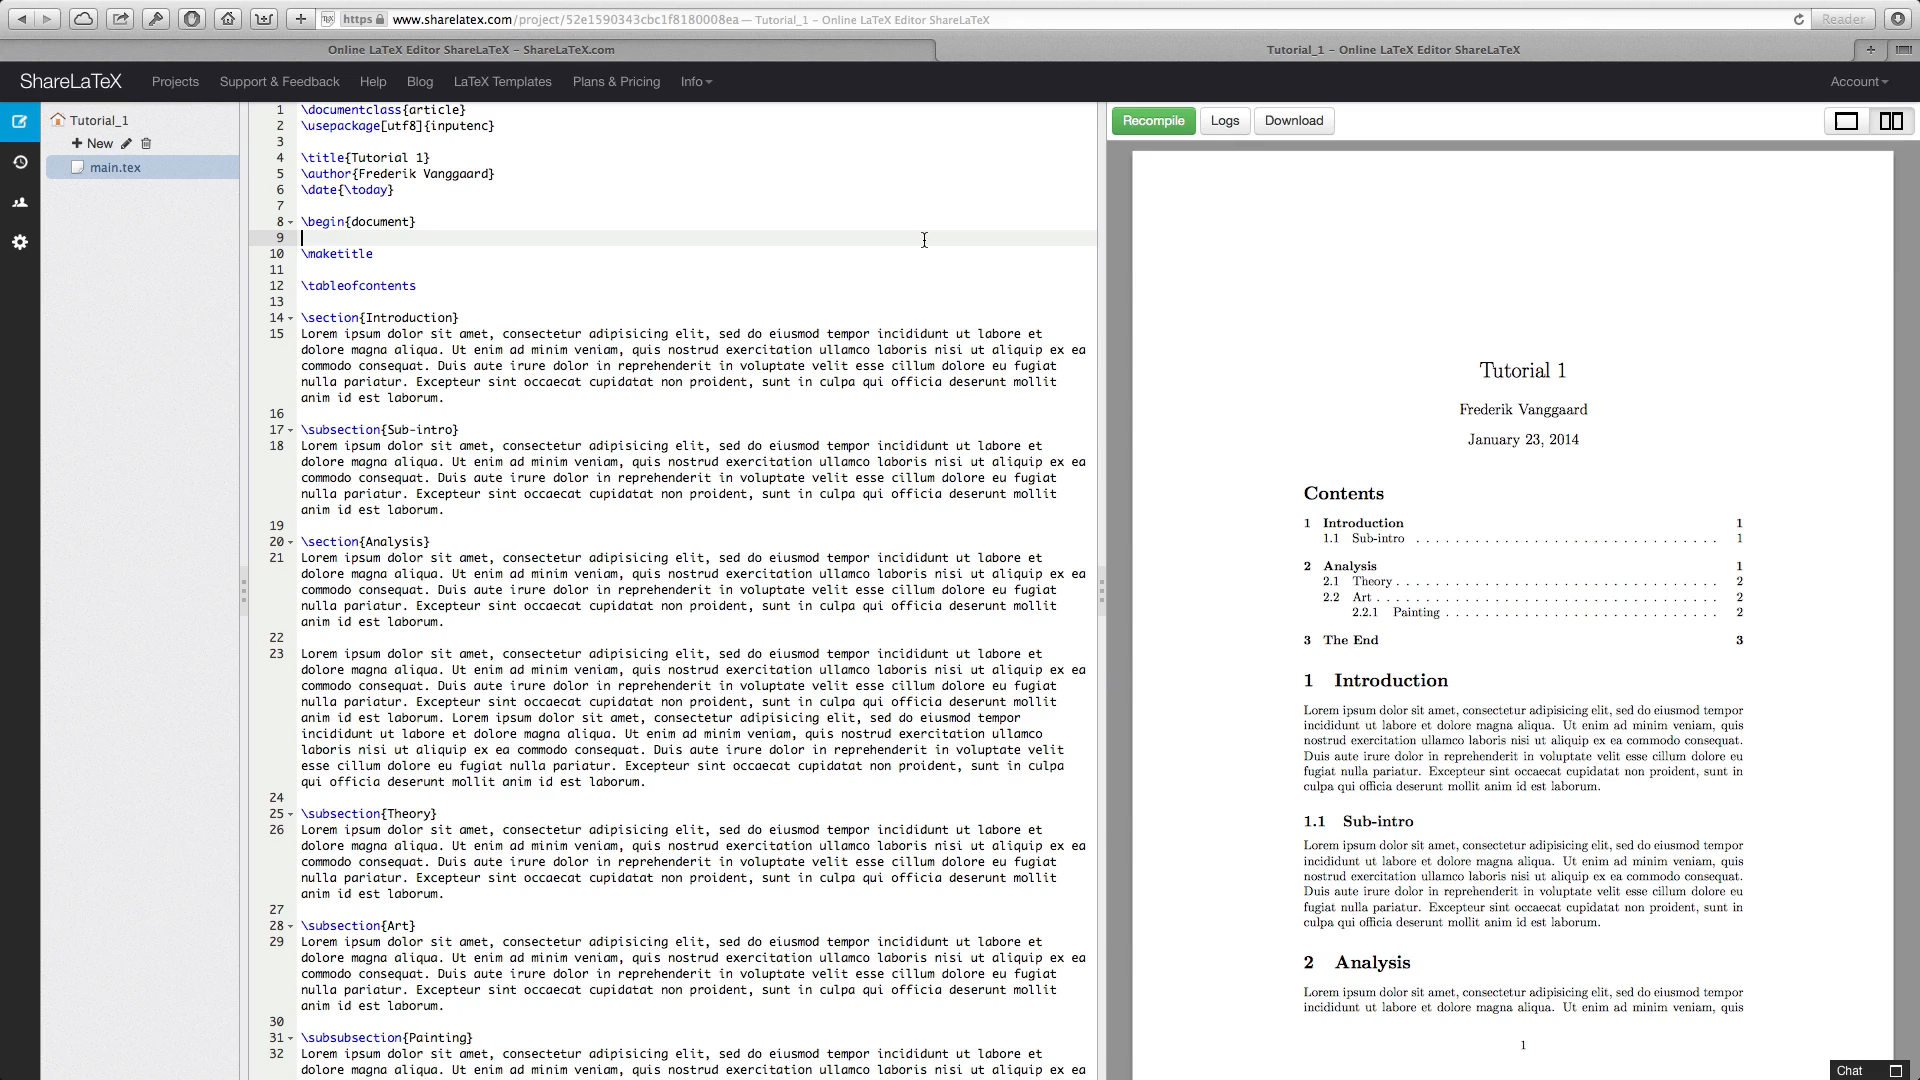 https www.sharelatex.com/project/52e1590343cbc1f8180008ea — Tutorial_1 – Online LaTeX Editor ShareLaTeX
Reader
Online LaTeX Editor ShareLaTeX – ShareLaTeX.com
Tutorial_1 – Online LaTeX Editor ShareLaTeX
ShareLaTeX Projects Support & Feedback Help Blog LaTeX Templates Plans & Pricing Info Account
Tutorial_1
New
main.tex
1 \documentclass{article}
2 \usepackage[utf8]{inputenc}
3
4 \title{Tutorial 1}
5 \author{Frederik Vanggaard}
6 \date{\today}
7
8 \begin{document}
9
10 \maketitle
11
12 \tableofcontents
13
14 \section{Introduction}
15 Lorem ipsum dolor sit amet, consectetur adipisicing elit, sed do eiusmod tempor incididunt ut labore et
dolore magna aliqua. Ut enim ad minim veniam, quis nostrud exercitation ullamco laboris nisi ut aliquip ex ea
commodo consequat. Duis aute irure dolor in reprehenderit in voluptate velit esse cillum dolore eu fugiat
nulla pariatur. Excepteur sint occaecat cupidatat non proident, sunt in culpa qui officia deserunt mollit
anim id est laborum.
16
17 \subsection{Sub-intro}
18 Lorem ipsum dolor sit amet, consectetur adipisicing elit, sed do eiusmod tempor incididunt ut labore et
dolore magna aliqua. Ut enim ad minim veniam, quis nostrud exercitation ullamco laboris nisi ut aliquip ex ea
commodo consequat. Duis aute irure dolor in reprehenderit in voluptate velit esse cillum dolore eu fugiat
nulla pariatur. Excepteur sint occaecat cupidatat non proident, sunt in culpa qui officia deserunt mollit
anim id est laborum.
19
20 \section{Analysis}
21 Lorem ipsum dolor sit amet, consectetur adipisicing elit, sed do eiusmod tempor incididunt ut labore et
dolore magna aliqua. Ut enim ad minim veniam, quis nostrud exercitation ullamco laboris nisi ut aliquip ex ea
commodo consequat. Duis aute irure dolor in reprehenderit in voluptate velit esse cillum dolore eu fugiat
nulla pariatur. Excepteur sint occaecat cupidatat non proident, sunt in culpa qui officia deserunt mollit
anim id est laborum.
22
23 Lorem ipsum dolor sit amet, consectetur adipisicing elit, sed do eiusmod tempor incididunt ut labore et
dolore magna aliqua. Ut enim ad minim veniam, quis nostrud exercitation ullamco laboris nisi ut aliquip ex ea
commodo consequat. Duis aute irure dolor in reprehenderit in voluptate velit esse cillum dolore eu fugiat
nulla pariatur. Excepteur sint occaecat cupidatat non proident, sunt in culpa qui officia deserunt mollit
anim id est laborum. Lorem ipsum dolor sit amet, consectetur adipisicing elit, sed do eiusmod tempor
incididunt ut labore et dolore magna aliqua. Ut enim ad minim veniam, quis nostrud exercitation ullamco
laboris nisi ut aliquip ex ea commodo consequat. Duis aute irure dolor in reprehenderit in voluptate velit
esse cillum dolore eu fugiat nulla pariatur. Excepteur sint occaecat cupidatat non proident, sunt in culpa
qui officia deserunt mollit anim id est laborum.
24
25 \subsection{Theory}
26 Lorem ipsum dolor sit amet, consectetur adipisicing elit, sed do eiusmod tempor incididunt ut labore et
dolore magna aliqua. Ut enim ad minim veniam, quis nostrud exercitation ullamco laboris nisi ut aliquip ex ea
commodo consequat. Duis aute irure dolor in reprehenderit in voluptate velit esse cillum dolore eu fugiat
nulla pariatur. Excepteur sint occaecat cupidatat non proident, sunt in culpa qui officia deserunt mollit
anim id est laborum.
27
28 \subsection{Art}
29 Lorem ipsum dolor sit amet, consectetur adipisicing elit, sed do eiusmod tempor incididunt ut labore et
dolore magna aliqua. Ut enim ad minim veniam, quis nostrud exercitation ullamco laboris nisi ut aliquip ex ea
commodo consequat. Duis aute irure dolor in reprehenderit in voluptate velit esse cillum dolore eu fugiat
nulla pariatur. Excepteur sint occaecat cupidatat non proident, sunt in culpa qui officia deserunt mollit
anim id est laborum.
30
31 \subsubsection{Painting}
32 Lorem ipsum dolor sit amet, consectetur adipisicing elit, sed do eiusmod tempor incididunt ut labore et
dolore magna aliqua. Ut enim ad minim veniam, quis nostrud exercitation ullamco laboris nisi ut aliquip ex ea
Recompile Logs Download
Tutorial 1
Frederik Vanggaard
January 23, 2014
Contents
1 Introduction 1
1.1 Sub-intro . . . . . . . . . . . . . . . . . . . . . . . . . . . . . . . 1
2 Analysis 1
2.1 Theory . . . . . . . . . . . . . . . . . . . . . . . . . . . . . . . . . 2
2.2 Art . . . . . . . . . . . . . . . . . . . . . . . . . . . . . . . . . . . 2
2.2.1 Painting . . . . . . . . . . . . . . . . . . . . . . . . . . . . 2
3 The End 3
1 Introduction
Lorem ipsum dolor sit amet, consectetur adipisicing elit, sed do eiusmod tempor
incididunt ut labore et dolore magna aliqua. Ut enim ad minim veniam, quis
nostrud exercitation ullamco laboris nisi ut aliquip ex ea commodo consequat.
Duis aute irure dolor in reprehenderit in voluptate velit esse cillum dolore eu
fugiat nulla pariatur. Excepteur sint occaecat cupidatat non proident, sunt in
culpa qui officia deserunt mollit anim id est laborum.
1.1 Sub-intro
Lorem ipsum dolor sit amet, consectetur adipisicing elit, sed do eiusmod tempor
incididunt ut labore et dolore magna aliqua. Ut enim ad minim veniam, quis
nostrud exercitation ullamco laboris nisi ut aliquip ex ea commodo consequat.
Duis aute irure dolor in reprehenderit in voluptate velit esse cillum dolore eu
fugiat nulla pariatur. Excepteur sint occaecat cupidatat non proident, sunt in
culpa qui officia deserunt mollit anim id est laborum.
2 Analysis
Lorem ipsum dolor sit amet, consectetur adipisicing elit, sed do eiusmod tempor
incididunt ut labore et dolore magna aliqua. Ut enim ad minim veniam, quis
1
Chat